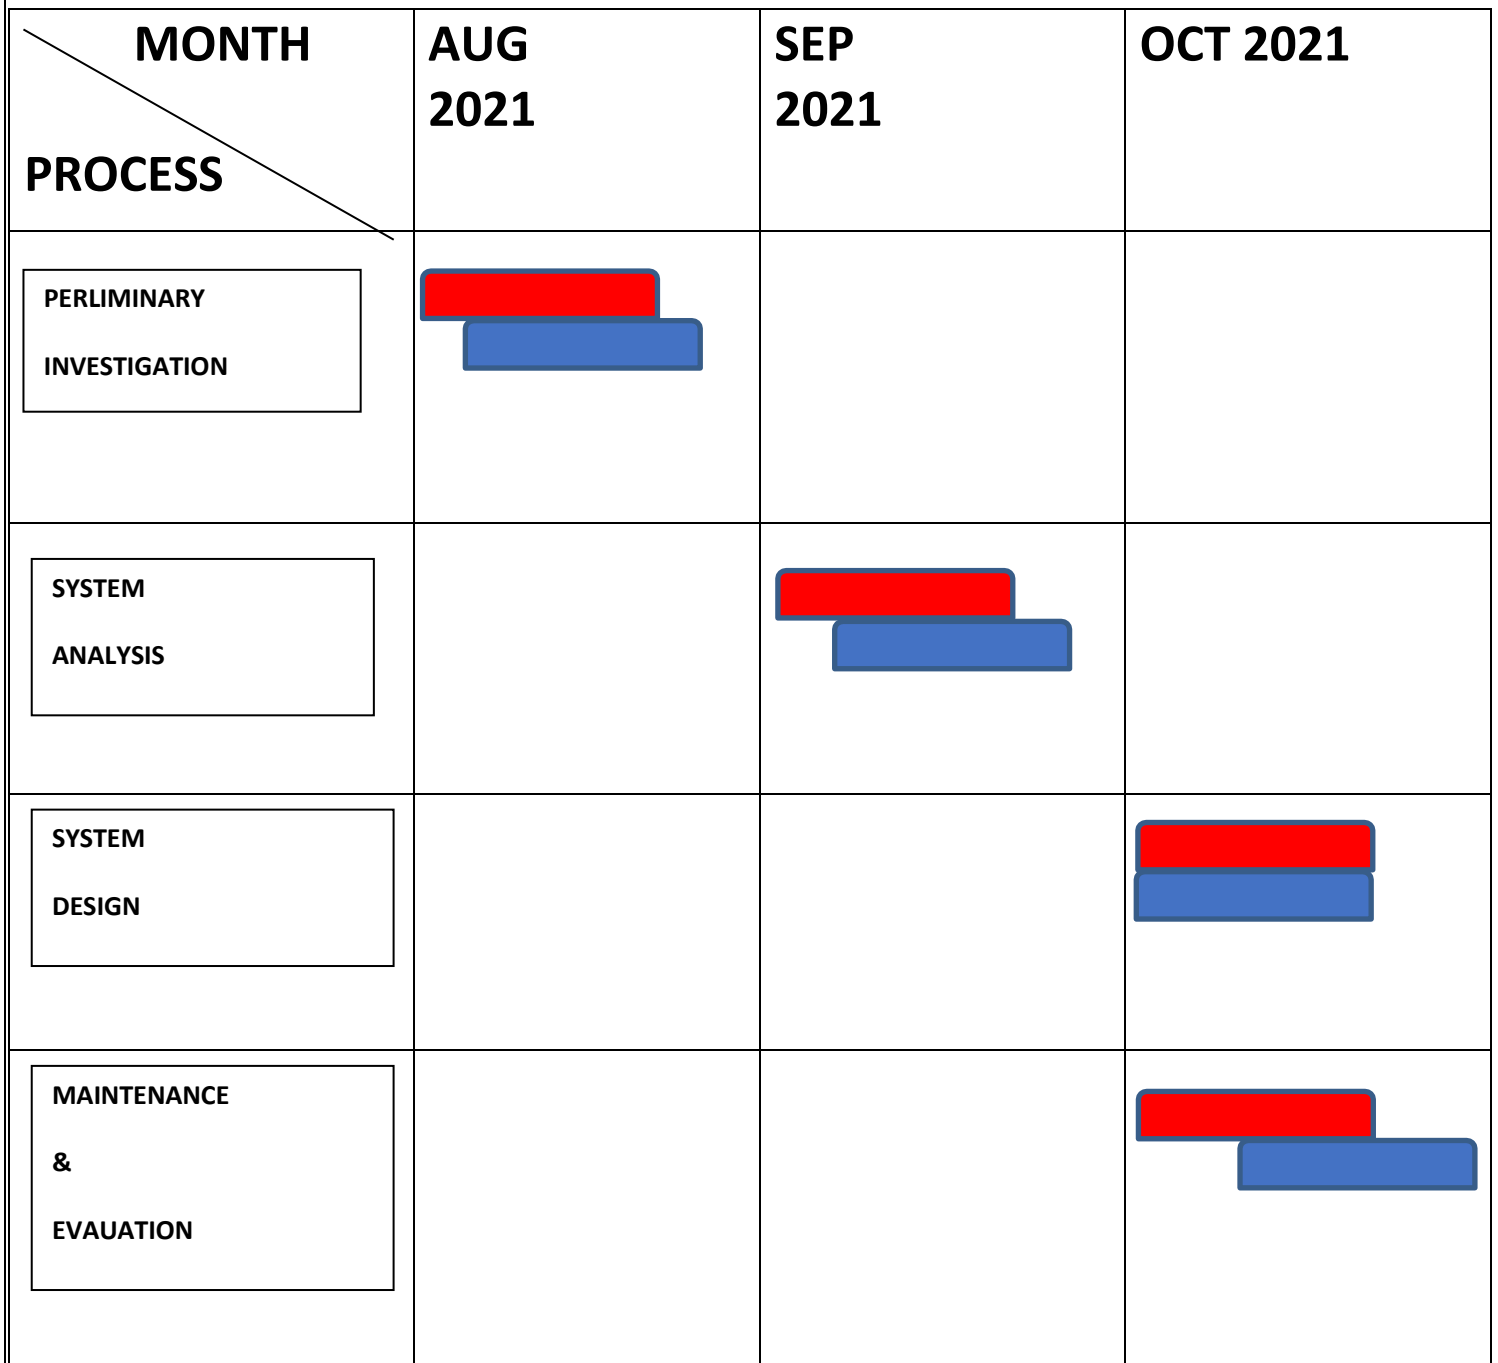 MONTH
PROCESS
AUG
2021
SEP
2021
OCT 2021
PERLIMINARY
INVESTIGATION
SYSTEM
ANALYSIS
SYSTEM
DESIGN
MAINTENANCE
&
EVAUATION